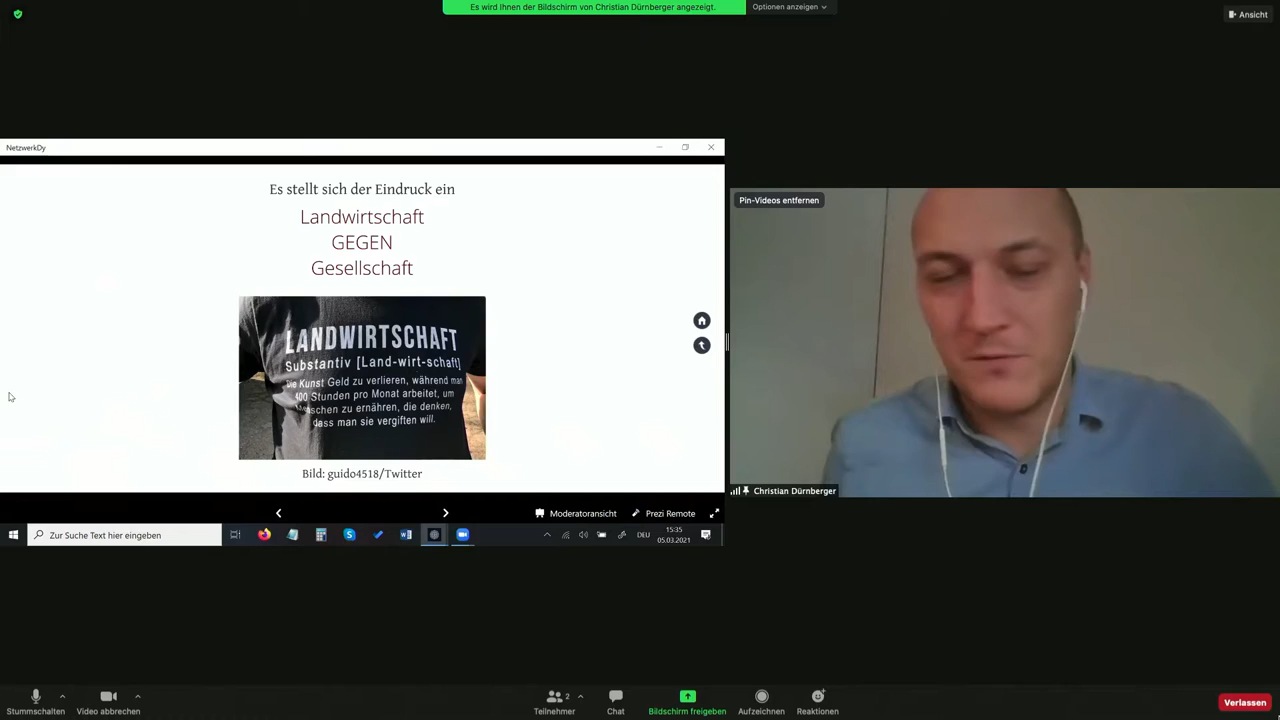 Es wird Ihnen der Bildschirm von Christian Dürnberger angezeigt.
Optionen anzeigen
Ansicht
NetzwerkDy
Es stellt sich der Eindruck ein
Landwirtschaft
GEGEN
Gesellschaft
LANDWIRTSCHAFT
Substantiv [Land-wirt-schaft]
Die Kunst Geld zu verlieren, während man
400 Stunden pro Monat arbeitet, um
Menschen zu ernähren, die denken,
dass man sie vergiften will.
Bild: guido4518/Twitter
Moderatoransicht
Prezi Remote
Zur Suche Text hier eingeben
DEU
15:35
05.03.2021
Pin-Videos entfernen
Christian Dürnberger
Stummschalten
Video abbrechen
2
Teilnehmer
Chat
Bildschirm freigeben
Aufzeichnen
Reaktionen
Verlassen